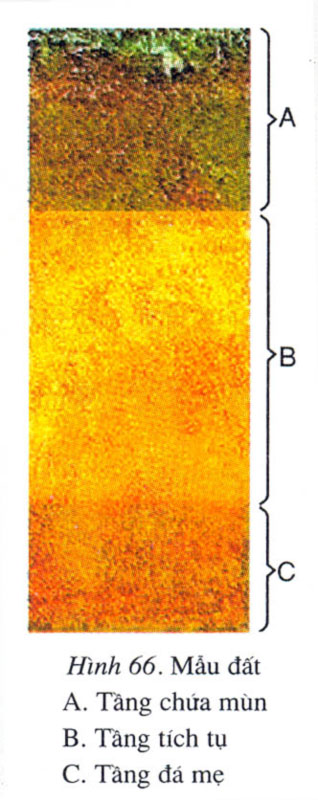 A
B
C
Hình 66. Mẫu đất
A. Tầng chứa mùn
B. Tầng tích tụ
C. Tầng đá mẹ